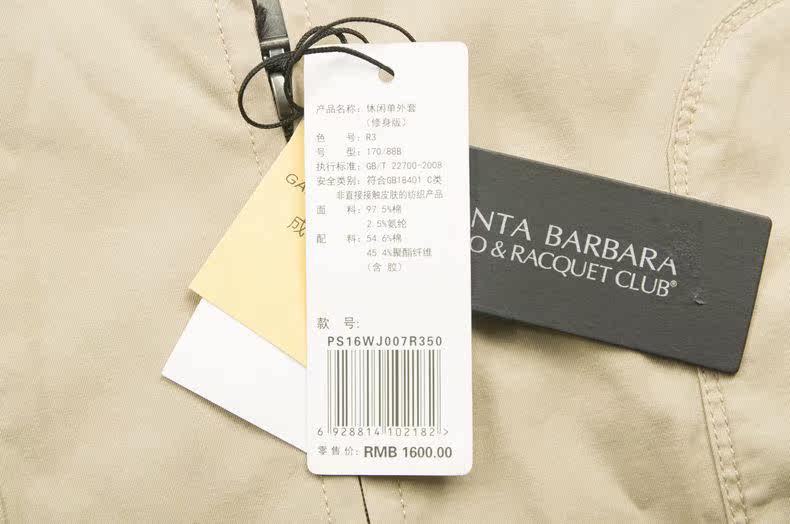 产品名称: 休闲单外套
(修身版)
色 号: R3
号 型: 170/88B
执行标准: GB/T 22700-2008
安全类别: 符合GB18401 C类
非直接接触皮肤的纺织产品
面 料: 97.5%棉
2.5%氨纶
配 料: 54.6%棉
45.4%聚酯纤维
(含 胶)
款 号:
PS16WJ007R350
6 928814 102182 >
零售价: RMB 1600.00
GA
成
NTA BARBARA
O & RACQUET CLUB®